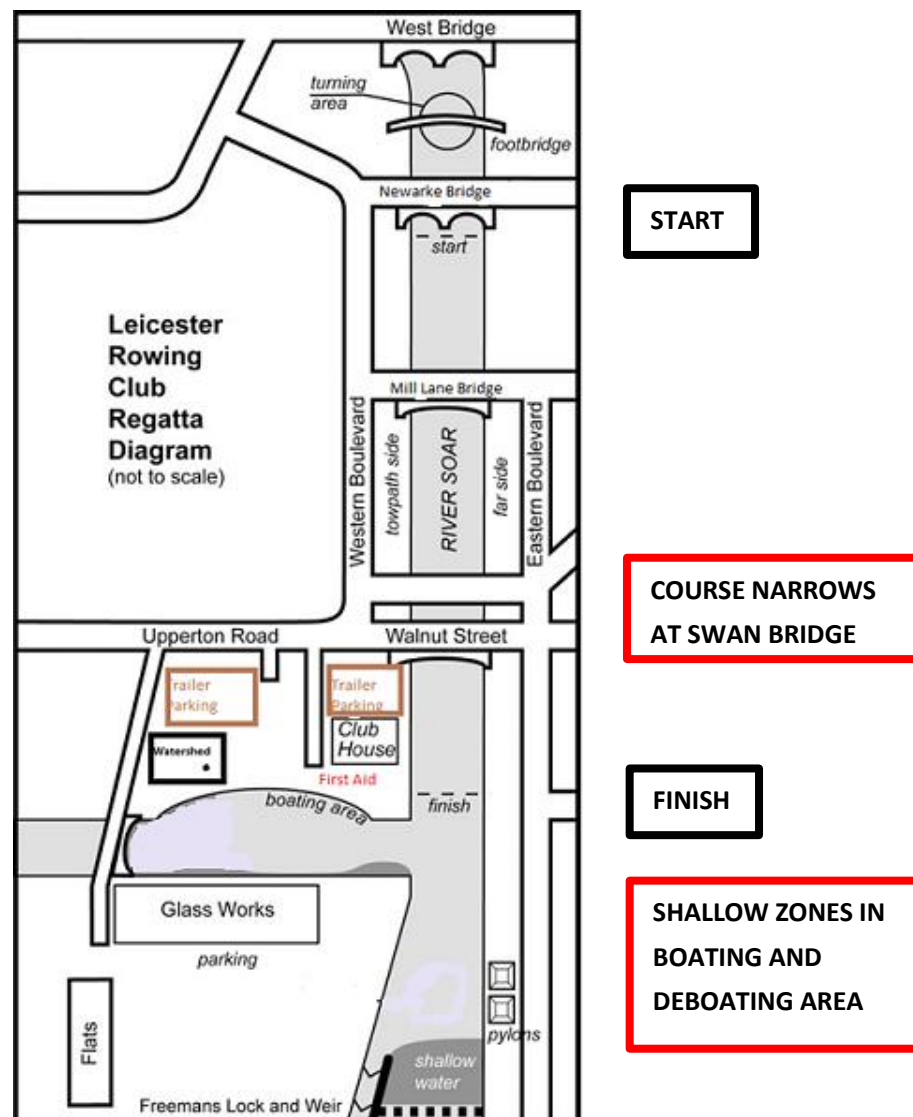 West Bridge
turning
area
footbridge
Newarke Bridge
START
start
Leicester
Rowing
Club
Regatta
Diagram
(not to scale)
Mill Lane Bridge
Western Boulevard
towpath side
RIVER SOAR
far side
Eastern Boulevard
COURSE NARROWS
AT SWAN BRIDGE
Upperton Road
Walnut Street
Trailer
Parking
Trailer
Parking
Club
House
Watershed
First Aid
boating area
finish
FINISH
Glass Works
parking
SHALLOW ZONES IN
BOATING AND
DEBOATING AREA
Flats
pylons
shallow
water
Freemans Lock and Weir